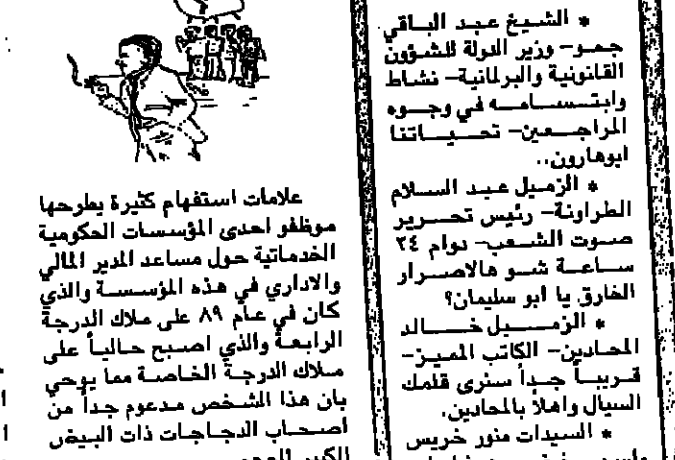 * الشيخ عبد الباقي
جمو- وزير الدولة للشؤون
القانونية والبرلمانية- نشاط
وابتسامه في وجوه
المراجعين- تحياتنا
ابوهارون..
* الزميل عبد السلام
الطراونة- رئيس تحرير
صوت الشعب- دوام ٢٤
ساعة شو هالاصرار
الخارق يا ابو سليمان؟
* الزميل خالد
المحادين- الكاتب المميز-
قريباً جداً سنرى قلمك
السيال واهلاً بالمحادين.
* السيدات منور خريس
علامات استفهام كثيرة يطرحها
موظفو احدى المؤسسات الحكومية
الخدماتية حول مساعد المدير المالي
والاداري في هذه المؤسسة والذي
كان في عام ٨٩ على ملاك الدرجة
الرابعة والذي اصبح حالياً على
ملاك الدرجة الخاصة مما يوحي
بان هذا الشخص مدعوم جداً من
اصحاب الدجاجات ذات البيض